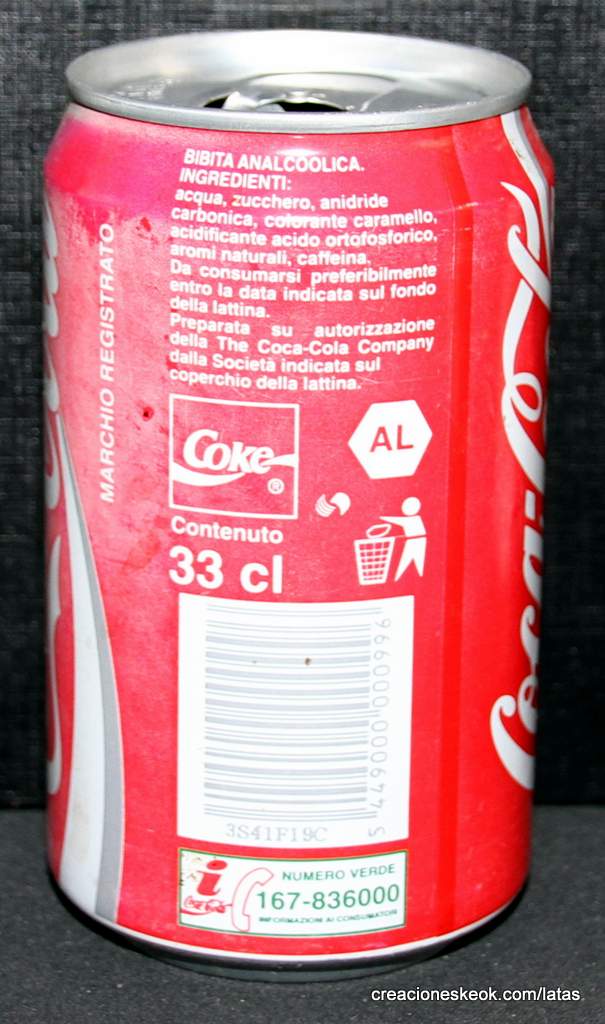 BIBITA ANALCOOLICA.
INGREDIENTI:
acqua, zucchero, anidride
carbonica, colorante caramello,
acidificante acido ortofosforico,
aromi naturali, caffeina.
Da consumarsi preferibilmente
entro la data indicata sul fondo
della lattina.
Preparata su autorizzazione
della The Coca-Cola Company
dalla Società indicata sul
coperchio della lattina.
MARCHIO REGISTRATO
Coke ®
AL
Contenuto
33 cl
5 449000 000996
3S41F19C
i
Coca-Cola
NUMERO VERDE
167-836000
INFORMAZIONI AI CONSUMATORI
Coca-C
creacioneskeok.com/latas